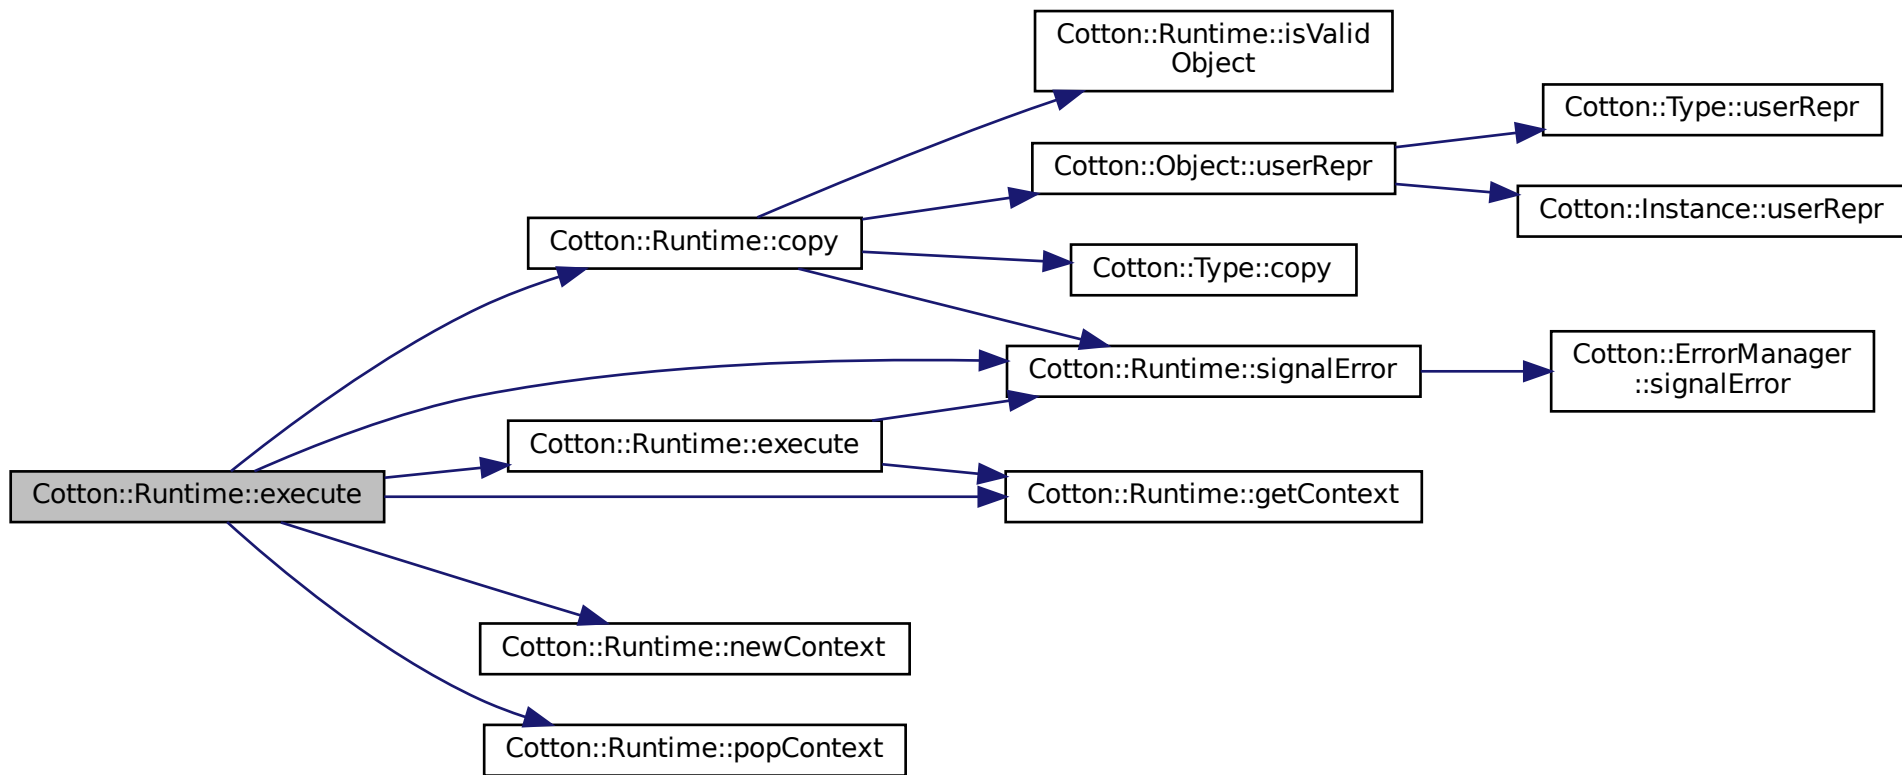 Cotton::Runtime::isValid
Object
Cotton::Type::userRepr
Cotton::Object::userRepr
Cotton::Instance::userRepr
Cotton::Runtime::copy
Cotton::Type::copy
Cotton::Runtime::signalError
Cotton::ErrorManager
::signalError
Cotton::Runtime::execute
Cotton::Runtime::execute
Cotton::Runtime::getContext
Cotton::Runtime::newContext
Cotton::Runtime::popContext